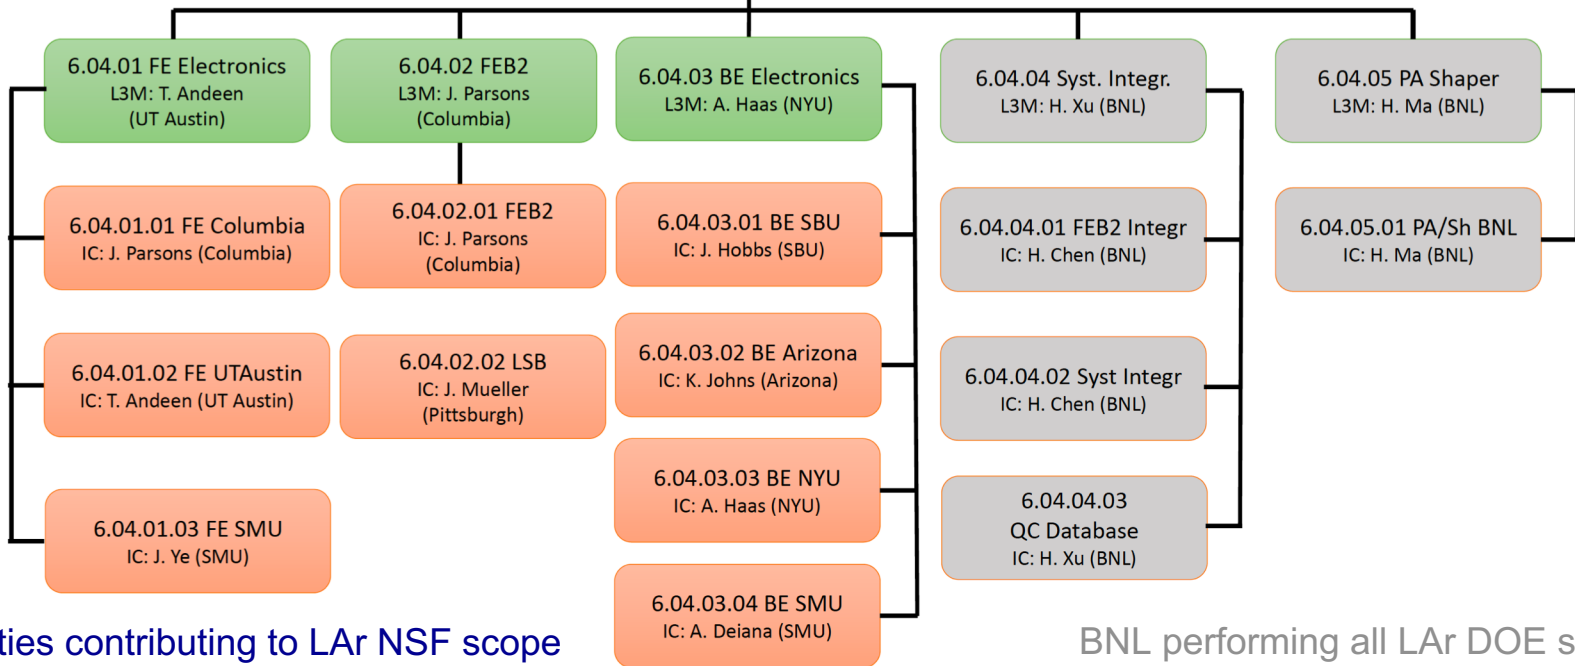 6.04.01 FE Electronics
L3M: T. Andeen
(UT Austin)
6.04.01.01 FE Columbia
IC: J. Parsons (Columbia)
6.04.01.02 FE UTAustin
IC: T. Andeen (UT Austin)
6.04.01.03 FE SMU
IC: J. Ye (SMU)
6.04.02 FEB2
L3M: J. Parsons
(Columbia)
6.04.02.01 FEB2
IC: J. Parsons
(Columbia)
6.04.02.02 LSB
IC: J. Mueller
(Pittsburgh)
6.04.03 BE Electronics
L3M: A. Haas (NYU)
6.04.03.01 BE SBU
IC: J. Hobbs (SBU)
6.04.03.02 BE Arizona
IC: K. Johns (Arizona)
6.04.03.03 BE NYU
IC: A. Haas (NYU)
6.04.03.04 BE SMU
IC: A. Deiana (SMU)
6.04.04 Syst. Integr.
L3M: H. Xu (BNL)
6.04.04.01 FEB2 Integr
IC: H. Chen (BNL)
6.04.04.02 Syst Integr
IC: H. Chen (BNL)
6.04.04.03
QC Database
IC: H. Xu (BNL)
6.04.05 PA Shaper
L3M: H. Ma (BNL)
6.04.05.01 PA/Sh BNL
IC: H. Ma (BNL)
ties contributing to LAr NSF scope
BNL performing all LAr DOE s